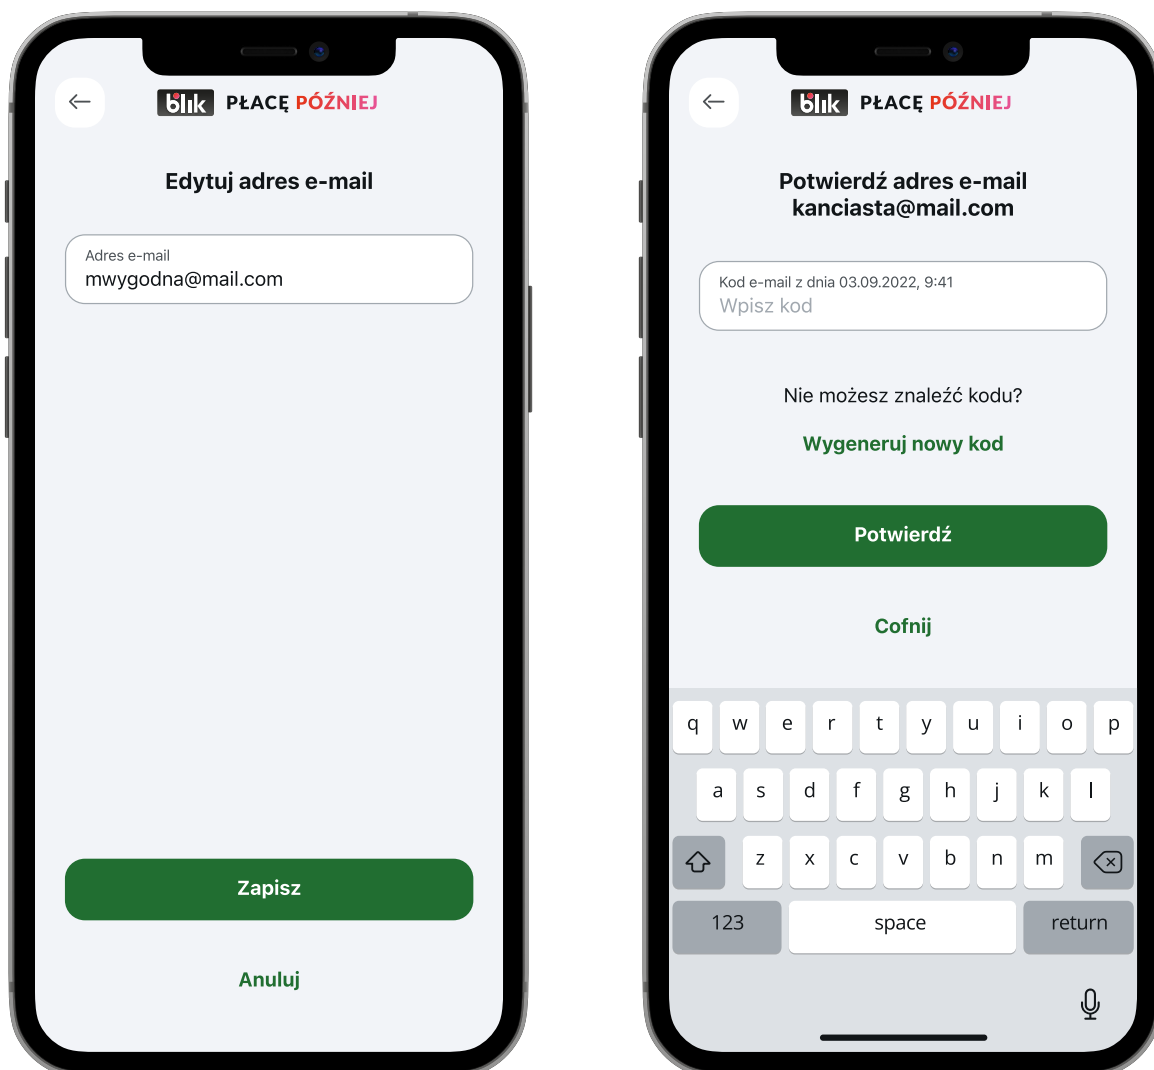 blik PŁACĘ PÓŹNIEJ
Edytuj adres e-mail
Adres e-mail
mwygodna@mail.com
Zapisz
Anuluj
blik PŁACĘ PÓŹNIEJ
Potwierdź adres e-mail
kanciasta@mail.com
Kod e-mail z dnia 03.09.2022, 9:41
Wpisz kod
Nie możesz znaleźć kodu?
Wygeneruj nowy kod
Potwierdź
Cofnij
q w e r t y u i o p
a s d f g h j k l
z x c v b n m
123 space return